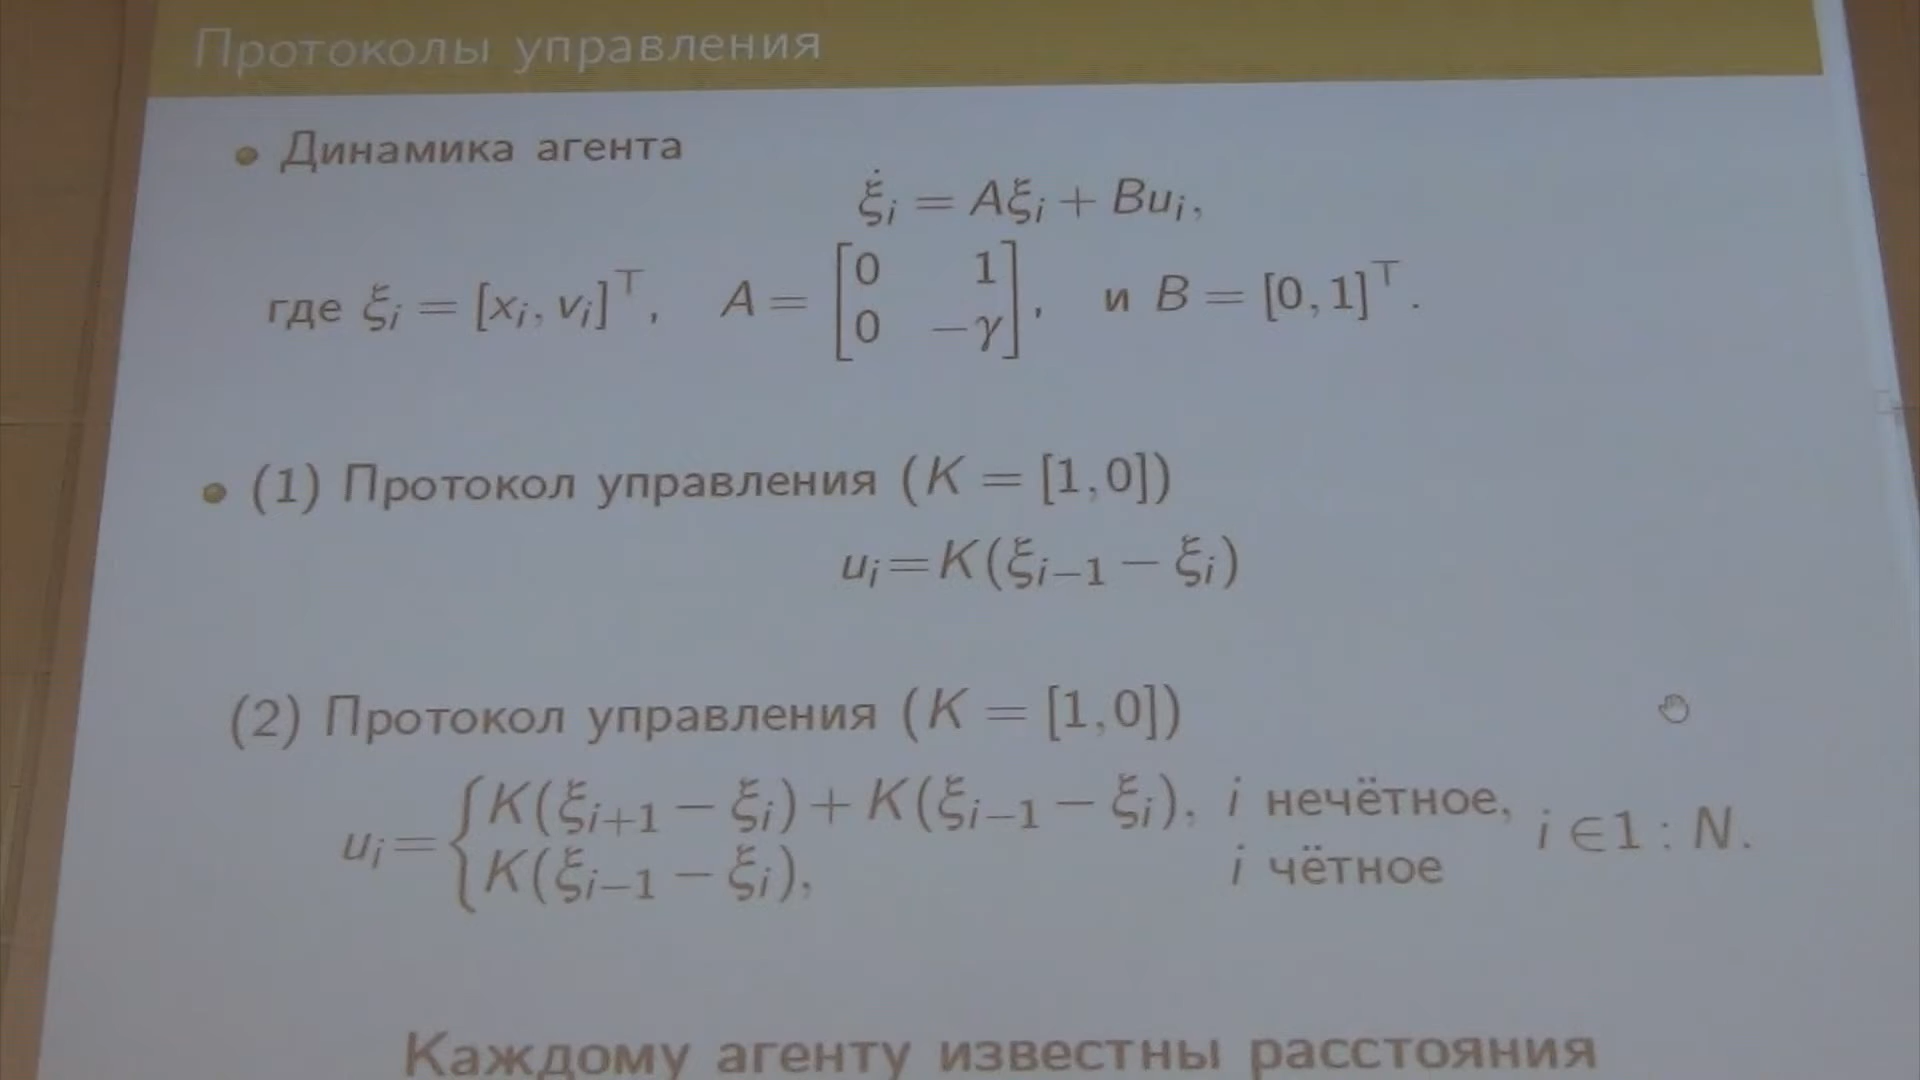 Протоколы управления
• Динамика агента
ξ̇ᵢ = Aξᵢ + Buᵢ,
где ξᵢ = [xᵢ, vᵢ]^⊤, A = [0 1; 0 −γ], и B = [0, 1]^⊤.
• (1) Протокол управления (K = [1, 0])
uᵢ = K(ξᵢ₋₁ − ξᵢ)
(2) Протокол управления (K = [1, 0])
uᵢ = { K(ξᵢ₊₁ − ξᵢ) + K(ξᵢ₋₁ − ξᵢ), i нечётное,
K(ξᵢ₋₁ − ξᵢ), i чётное
i ∈ 1 : N.
Каждому агенту известны расстояния